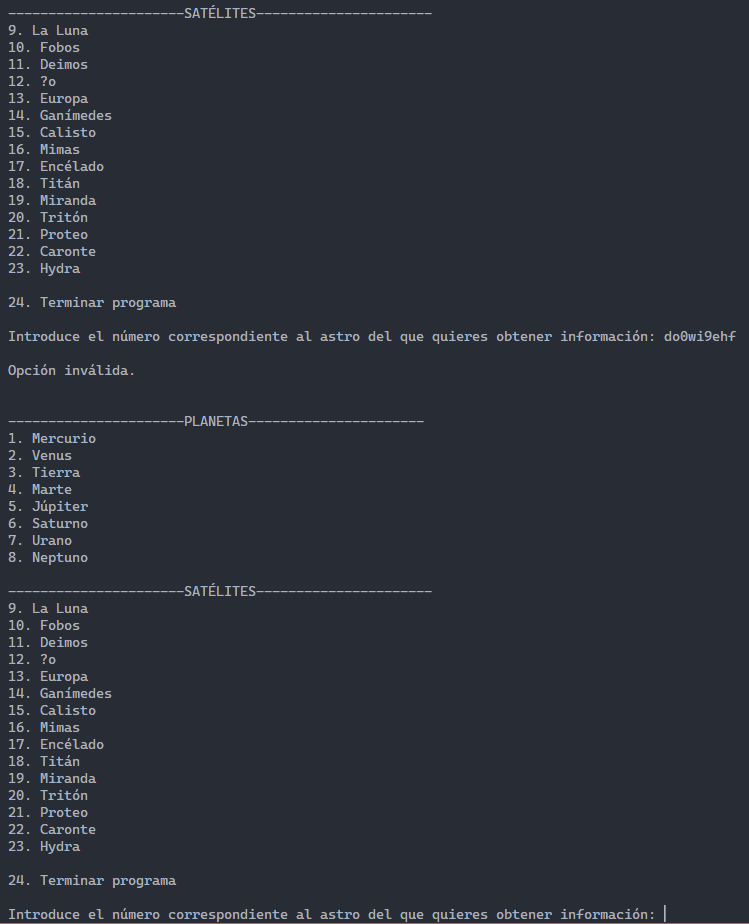 ----------------------SATÉLITES----------------------
9. La Luna
10. Fobos
11. Deimos
12. ?o
13. Europa
14. Ganímedes
15. Calisto
16. Mimas
17. Encélado
18. Titán
19. Miranda
20. Tritón
21. Proteo
22. Caronte
23. Hydra
24. Terminar programa
Introduce el número correspondiente al astro del que quieres obtener información: do0wi9ehf
Opción inválida.
----------------------PLANETAS----------------------
1. Mercurio
2. Venus
3. Tierra
4. Marte
5. Júpiter
6. Saturno
7. Urano
8. Neptuno
----------------------SATÉLITES----------------------
9. La Luna
10. Fobos
11. Deimos
12. ?o
13. Europa
14. Ganímedes
15. Calisto
16. Mimas
17. Encélado
18. Titán
19. Miranda
20. Tritón
21. Proteo
22. Caronte
23. Hydra
24. Terminar programa
Introduce el número correspondiente al astro del que quieres obtener información: